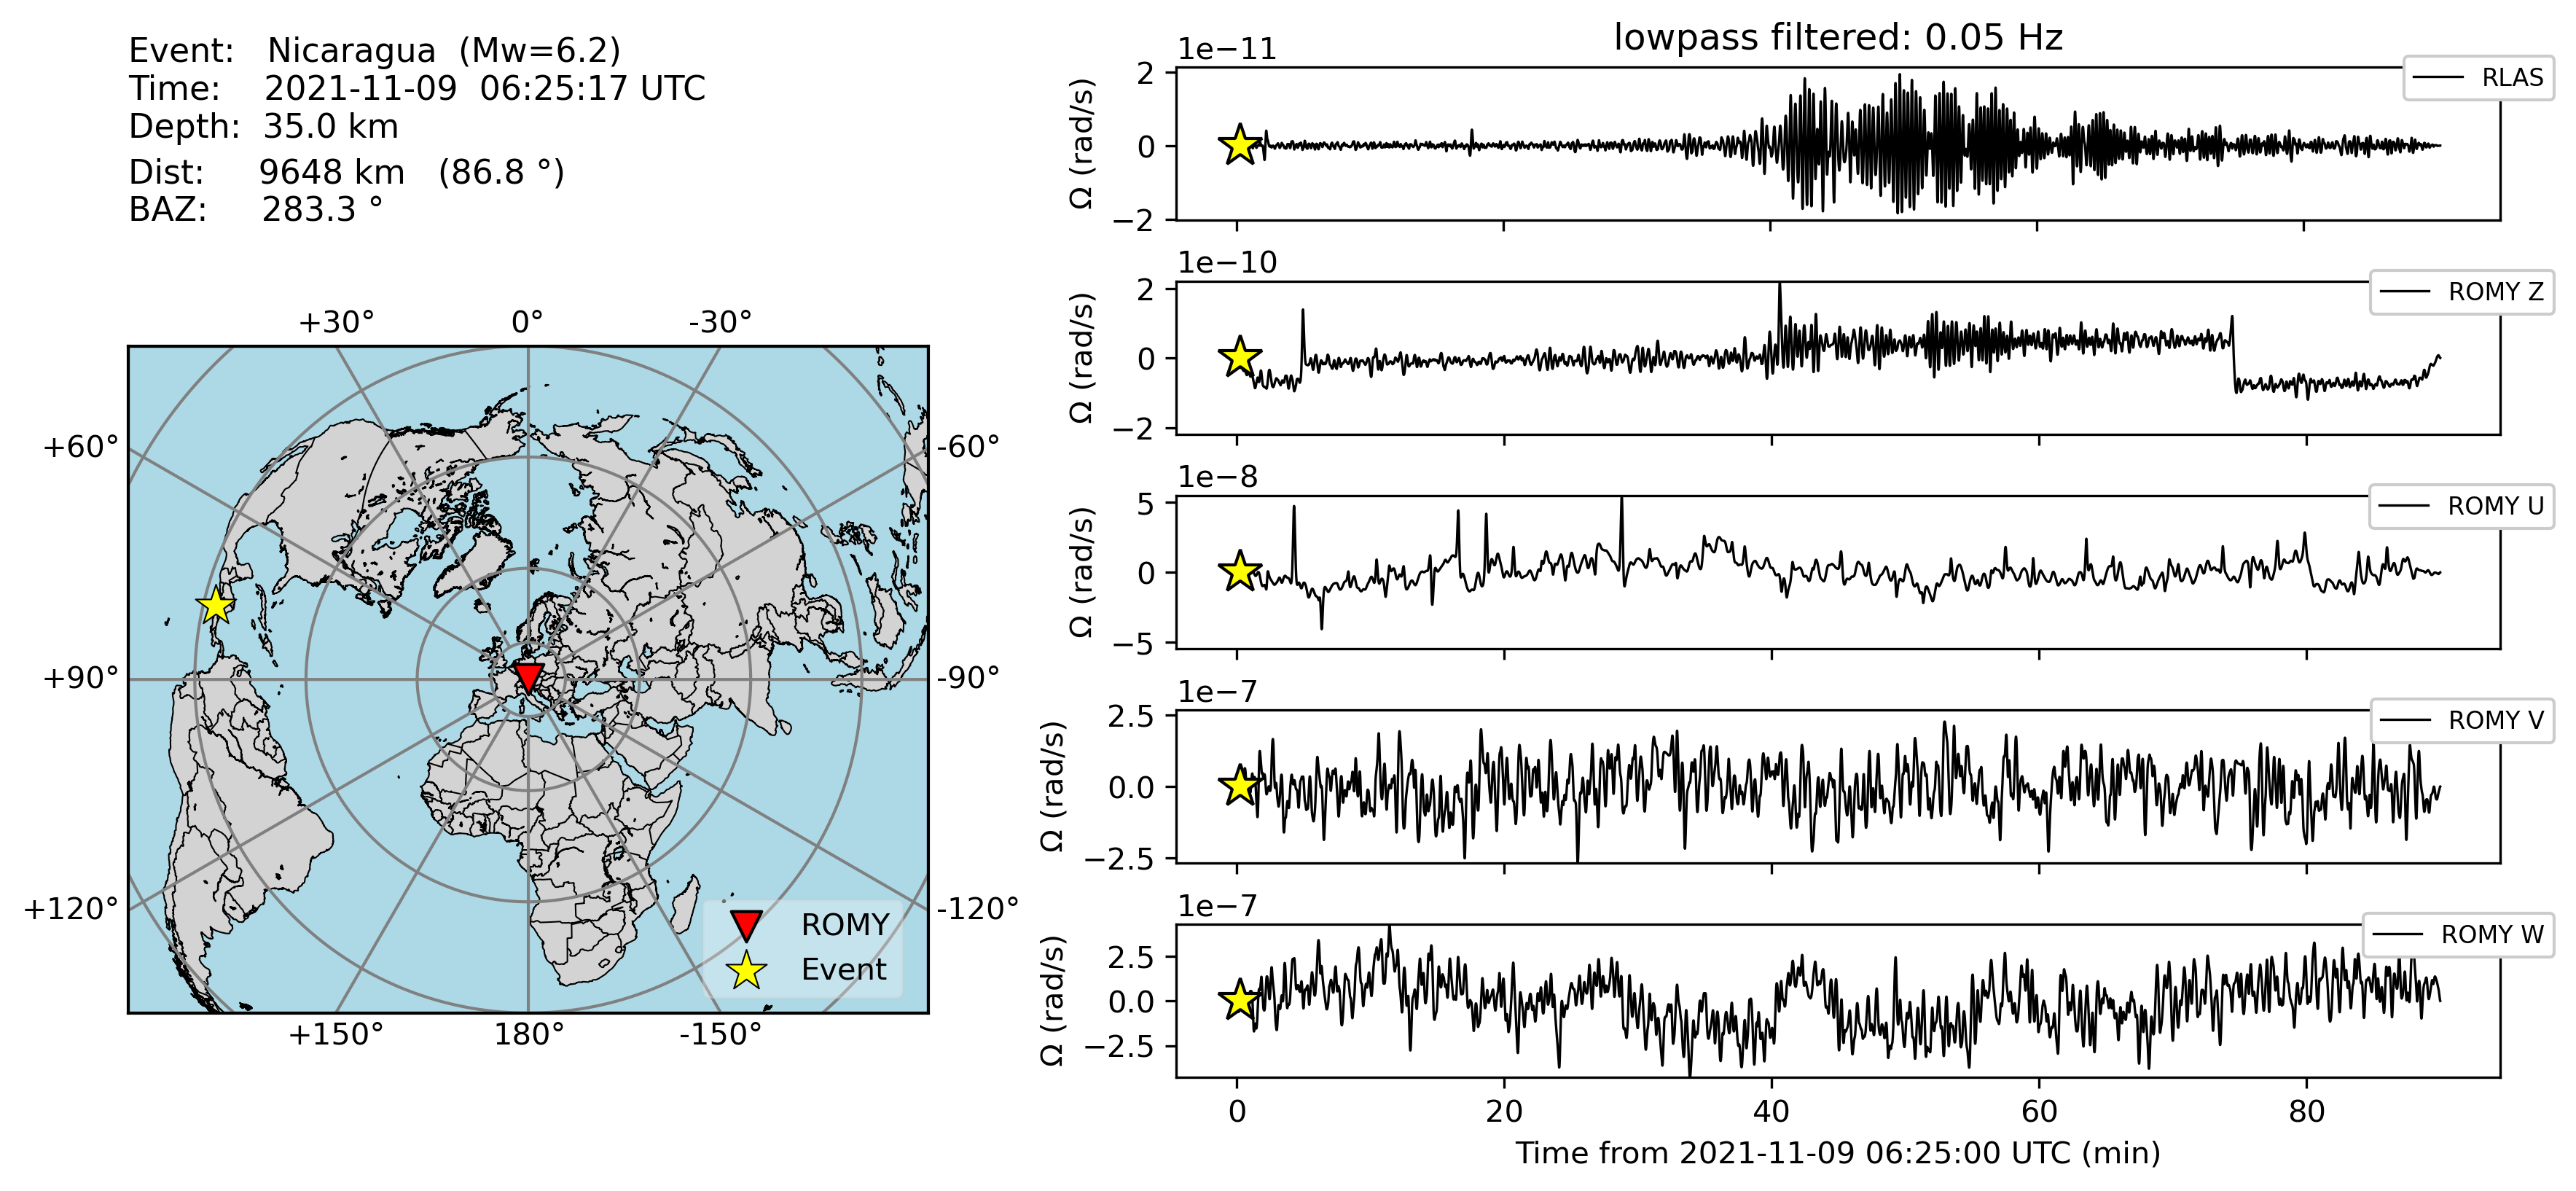 Event:   Nicaragua  (Mw=6.2)
Time:    2021-11-09  06:25:17 UTC
Depth:  35.0 km
Dist:     9648 km   (86.8 °)
BAZ:     283.3 °
+30°   0°   -30°
+60°   -60°
+90°   -90°
+120°   -120°
+150°   180°   -150°
ROMY
Event
lowpass filtered: 0.05 Hz
1e−11
RLAS
2
0
−2
Ω (rad/s)
1e−10
ROMY Z
2
0
−2
Ω (rad/s)
1e−8
ROMY U
5
0
−5
Ω (rad/s)
1e−7
ROMY V
2.5
0.0
−2.5
Ω (rad/s)
1e−7
ROMY W
2.5
0.0
−2.5
Ω (rad/s)
0   20   40   60   80
Time from 2021-11-09 06:25:00 UTC (min)